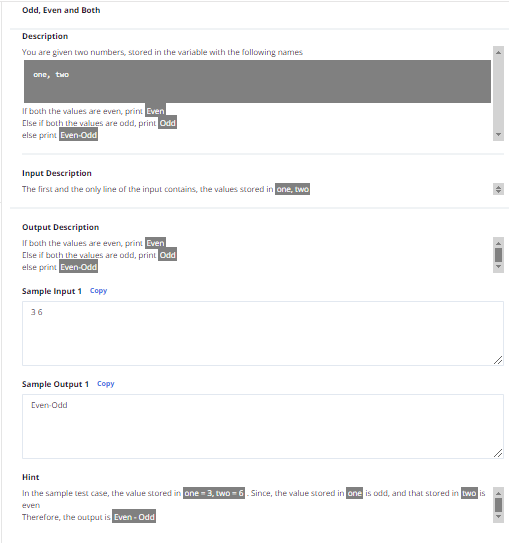 Odd, Even and Both
Description
You are given two numbers, stored in the variable with the following names
one, two
If both the values are even, print Even
Else if both the values are odd, print Odd
else print Even-Odd
Input Description
The first and the only line of the input contains, the values stored in one, two
Output Description
If both the values are even, print Even
Else if both the values are odd, print Odd
else print Even-Odd
Sample Input 1 Copy
3 6
Sample Output 1 Copy
Even-Odd
Hint
In the sample test case, the value stored in one = 3, two = 6 . Since, the value stored in one is odd, and that stored in two is
even
Therefore, the output is Even - Odd